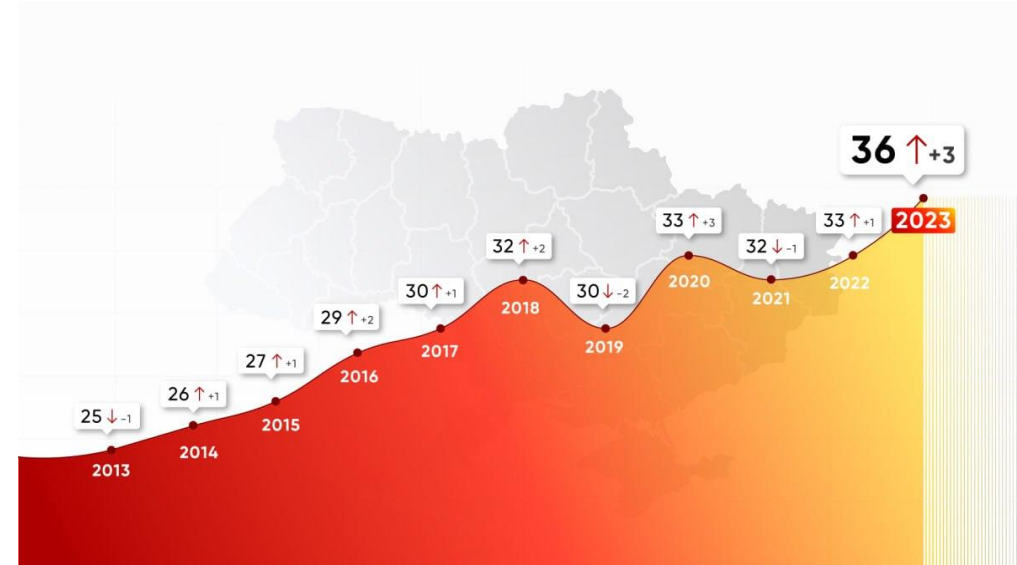 25 ↓ -1
2013
26 ↑ +1
2014
27 ↑ +1
2015
29 ↑ +2
2016
30 ↑ +1
2017
32 ↑ +2
2018
30 ↓ -2
2019
33 ↑ +3
2020
32 ↓ -1
2021
33 ↑ +1
2022
36 ↑ +3
2023